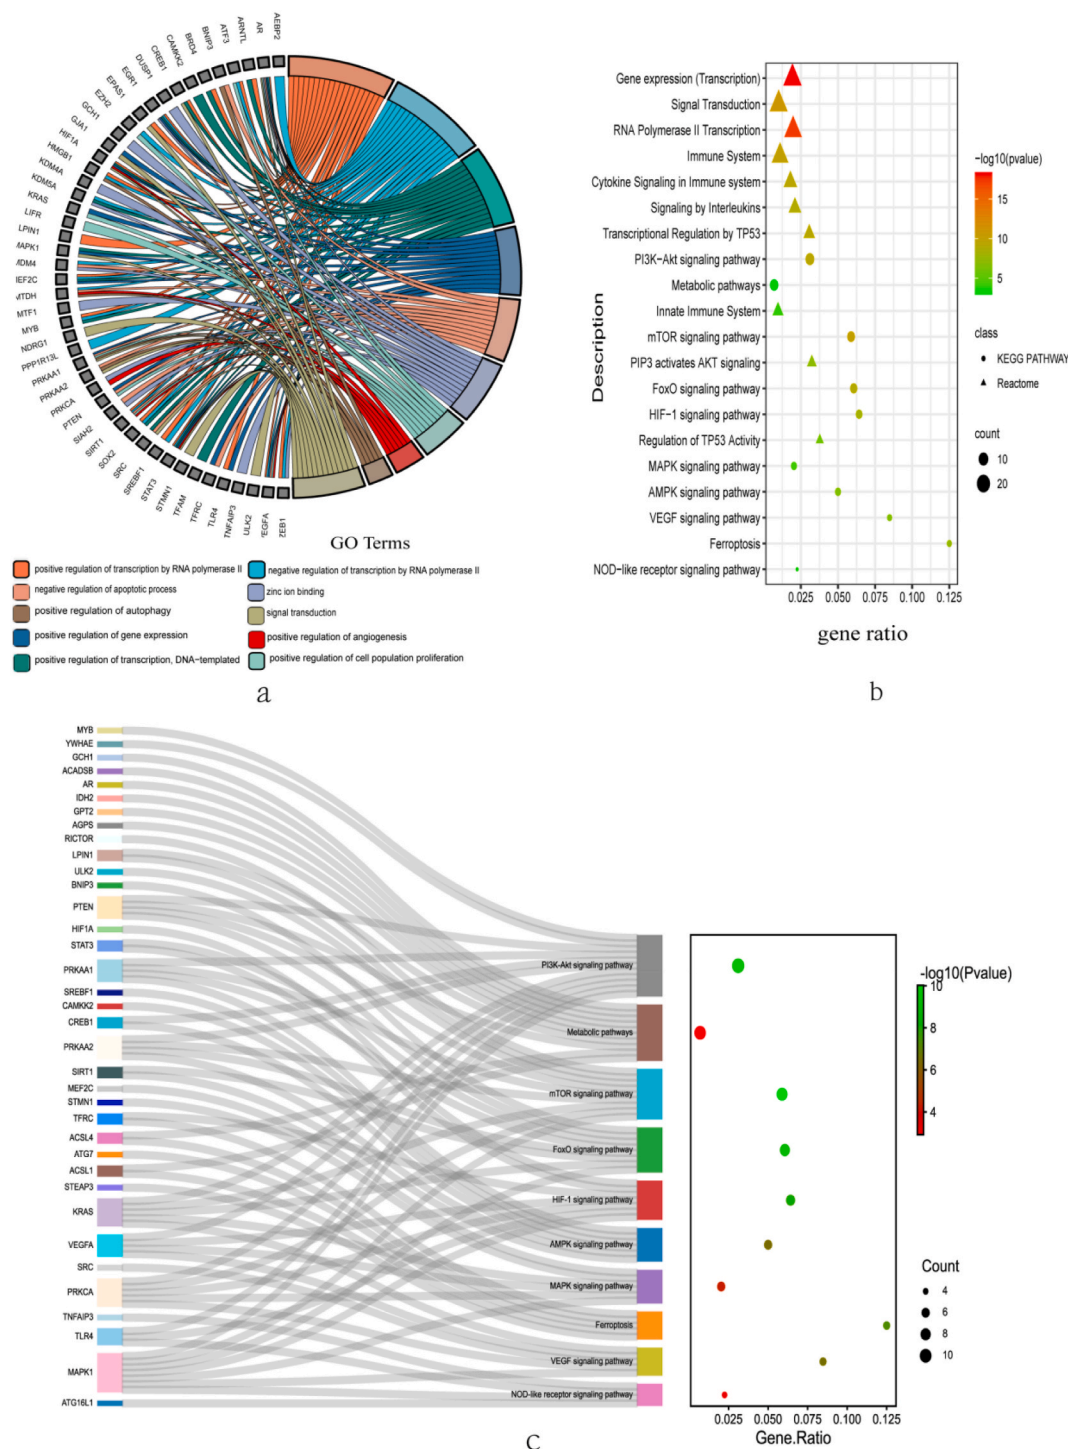 AEBP2
AR
ARNTL
ATF3
BNIP3
BRD4
CAMKK2
CREB1
DUSP1
EGR1
EPAS1
EZH2
GCH1
GJA1
HIF1A
HMGB1
KDM4A
KDM5A
KRAS
LIFR
LPIN1
MAPK1
MDM4
MEF2C
MTDH
MTF1
MYB
NDRG1
PPP1R13L
PRKAA1
PRKAA2
PRKCA
PTEN
SIAH2
SIRT1
SOX2
SRC
SREBF1
STAT3
STMN1
TFAM
TFRC
TLR4
TNFAIP3
ULK2
VEGFA
ZEB1
GO Terms
positive regulation of transcription by RNA polymerase II
negative regulation of transcription by RNA polymerase II
negative regulation of apoptotic process
zinc ion binding
positive regulation of autophagy
signal transduction
positive regulation of gene expression
positive regulation of angiogenesis
positive regulation of transcription, DNA−templated
positive regulation of cell population proliferation
a
Description
Gene expression (Transcription)
Signal Transduction
RNA Polymerase II Transcription
Immune System
Cytokine Signaling in Immune system
Signaling by Interleukins
Transcriptional Regulation by TP53
PI3K−Akt signaling pathway
Metabolic pathways
Innate Immune System
mTOR signaling pathway
PIP3 activates AKT signaling
FoxO signaling pathway
HIF−1 signaling pathway
Regulation of TP53 Activity
MAPK signaling pathway
AMPK signaling pathway
VEGF signaling pathway
Ferroptosis
NOD−like receptor signaling pathway
0.025 0.050 0.075 0.100 0.125
gene ratio
−log10(pvalue)
15
10
5
class
KEGG PATHWAY
Reactome
count
10
20
b
MYB
YWHAE
GCH1
ACADSB
AR
IDH2
GPT2
AGPS
RICTOR
LPIN1
ULK2
BNIP3
PTEN
HIF1A
STAT3
PRKAA1
SREBF1
CAMKK2
CREB1
PRKAA2
SIRT1
MEF2C
STMN1
TFRC
ACSL4
ATG7
ACSL1
STEAP3
KRAS
VEGFA
SRC
PRKCA
TNFAIP3
TLR4
MAPK1
ATG16L1
PI3K-Akt signaling pathway
Metabolic pathways
mTOR signaling pathway
FoxO signaling pathway
HIF-1 signaling pathway
AMPK signaling pathway
MAPK signaling pathway
Ferroptosis
VEGF signaling pathway
NOD-like receptor signaling pathway
0.025 0.050 0.075 0.100 0.125
Gene.Ratio
-log10(Pvalue)
10
8
6
4
Count
4
6
8
10
C